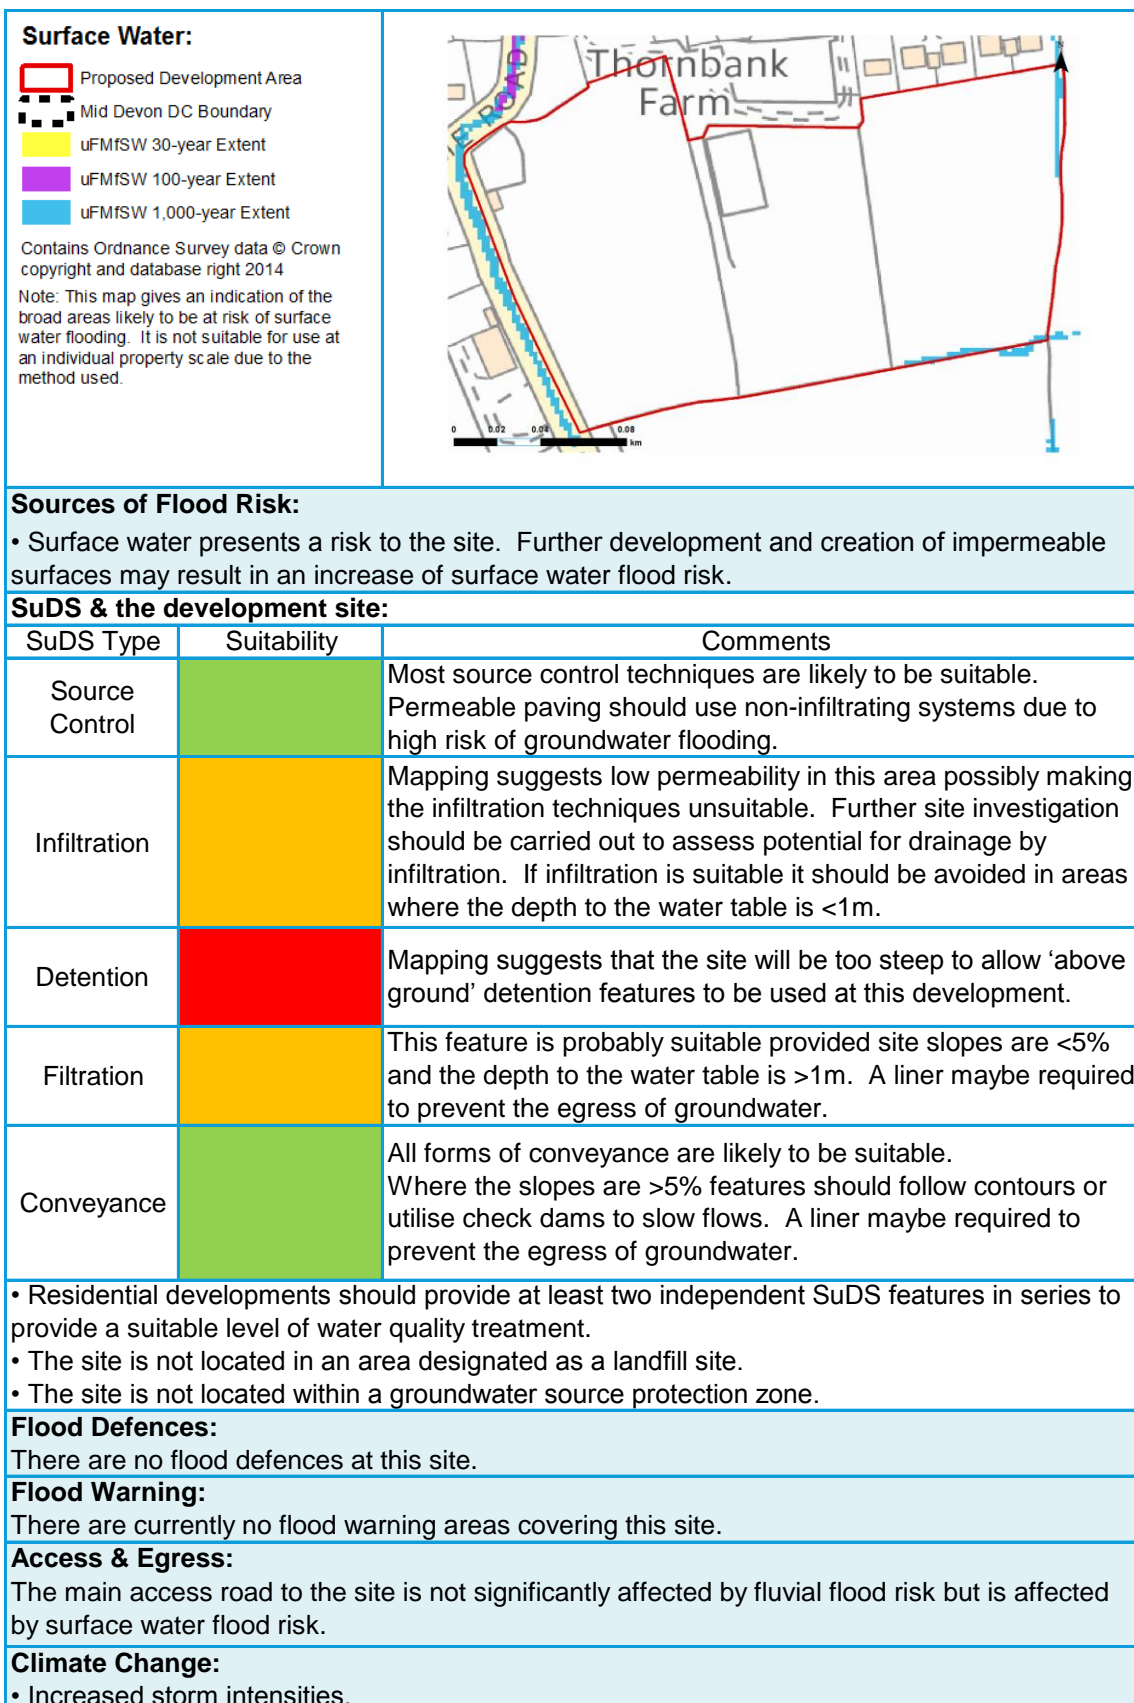 Surface Water:
Proposed Development Area
Mid Devon DC Boundary
uFMfSW 30-year Extent
uFMfSW 100-year Extent
uFMfSW 1,000-year Extent
Contains Ordnance Survey data © Crown
copyright and database right 2014
Note: This map gives an indication of the
broad areas likely to be at risk of surface
water flooding. It is not suitable for use at
an individual property scale due to the
method used.
Thornbank
Farm
ROAD
0 0.02 0.04 0.08
km
Sources of Flood Risk:
• Surface water presents a risk to the site. Further development and creation of impermeable
surfaces may result in an increase of surface water flood risk.
SuDS & the development site:
SuDS Type Suitability Comments
Source
Control
Most source control techniques are likely to be suitable.
Permeable paving should use non-infiltrating systems due to
high risk of groundwater flooding.
Infiltration
Mapping suggests low permeability in this area possibly making
the infiltration techniques unsuitable. Further site investigation
should be carried out to assess potential for drainage by
infiltration. If infiltration is suitable it should be avoided in areas
where the depth to the water table is <1m.
Detention
Mapping suggests that the site will be too steep to allow ‘above
ground’ detention features to be used at this development.
Filtration
This feature is probably suitable provided site slopes are <5%
and the depth to the water table is >1m. A liner maybe required
to prevent the egress of groundwater.
Conveyance
All forms of conveyance are likely to be suitable.
Where the slopes are >5% features should follow contours or
utilise check dams to slow flows. A liner maybe required to
prevent the egress of groundwater.
• Residential developments should provide at least two independent SuDS features in series to
provide a suitable level of water quality treatment.
• The site is not located in an area designated as a landfill site.
• The site is not located within a groundwater source protection zone.
Flood Defences:
There are no flood defences at this site.
Flood Warning:
There are currently no flood warning areas covering this site.
Access & Egress:
The main access road to the site is not significantly affected by fluvial flood risk but is affected
by surface water flood risk.
Climate Change:
• Increased storm intensities.